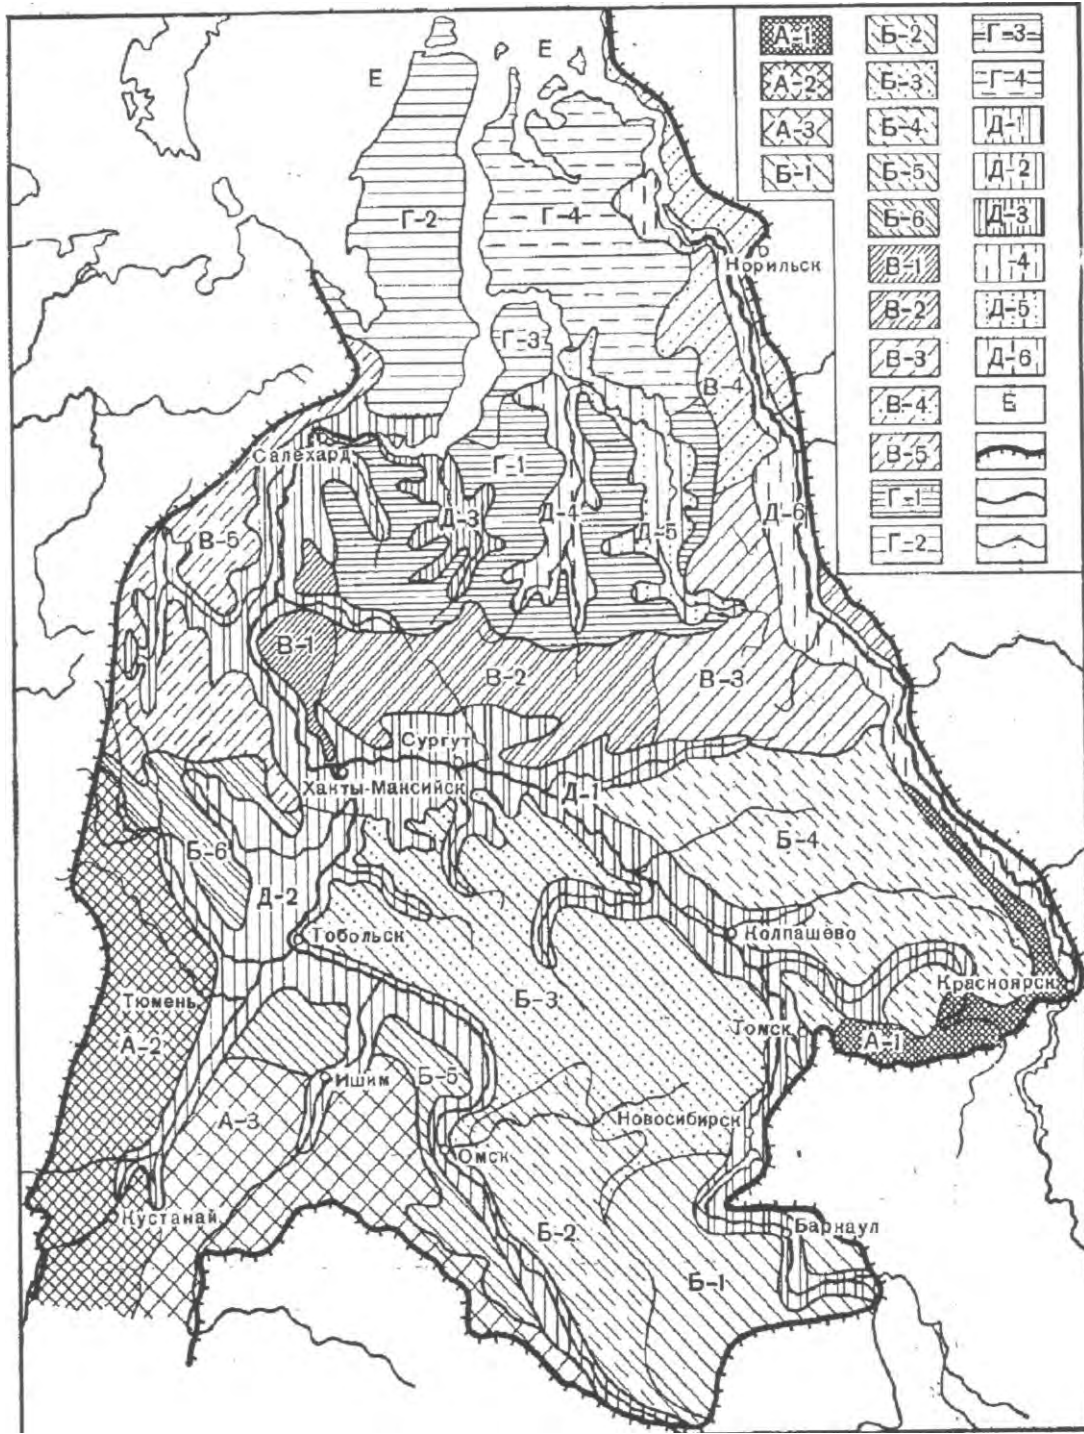 А-1 Б-2 Г-3
А-2 Б-3 Г-4
А-3 Б-4 Д-1
Б-1 Б-5 Д-2
Б-6 Д-3
В-1 -4
В-2 Д-5
В-3 Д-6
В-4 Е
В-5
Г-1
Г-2
Е
Е
Г-2
Г-4
Норильск
Г-3
В-4
Салехард
Г-1
Д-3
Д-4
Д-5
Д-6
В-5
В-1
В-2
В-3
Сургут
Ханты-Мансийск
Д-1
Б-4
Б-6
Д-2
Тобольск
Колпашево
Красноярск
Тюмень
Б-3
Томск
А-1
А-2
Ишим
Б-5
А-3
Новосибирск
Омск
Кустанай
Б-2
Барнаул
Б-1